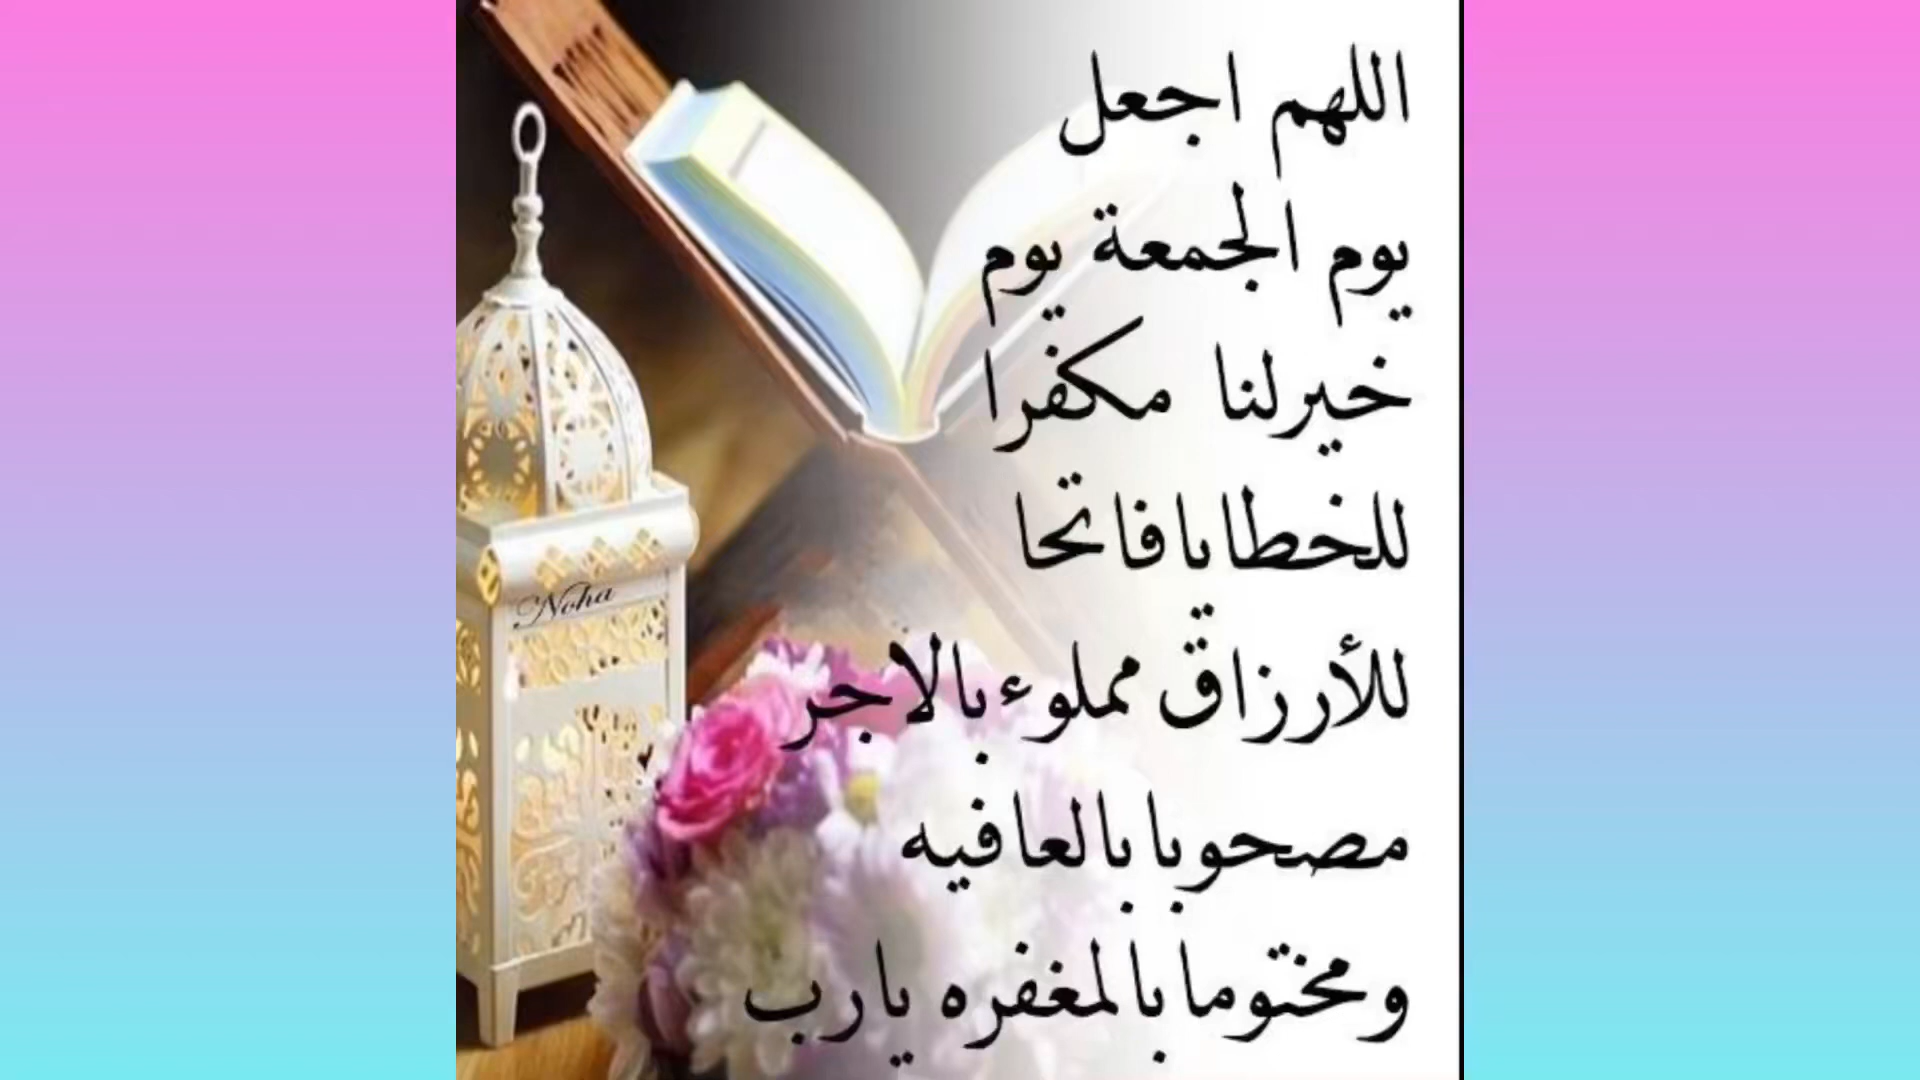 اللهم اجعل
يوم الجمعة يوم
خيرلنا مكفرا
للخطايا فاتحا
للأرزاق مملوء بالاجر
مصحوبا بالعافيه
ومختوما بالمغفره يارب
Noha